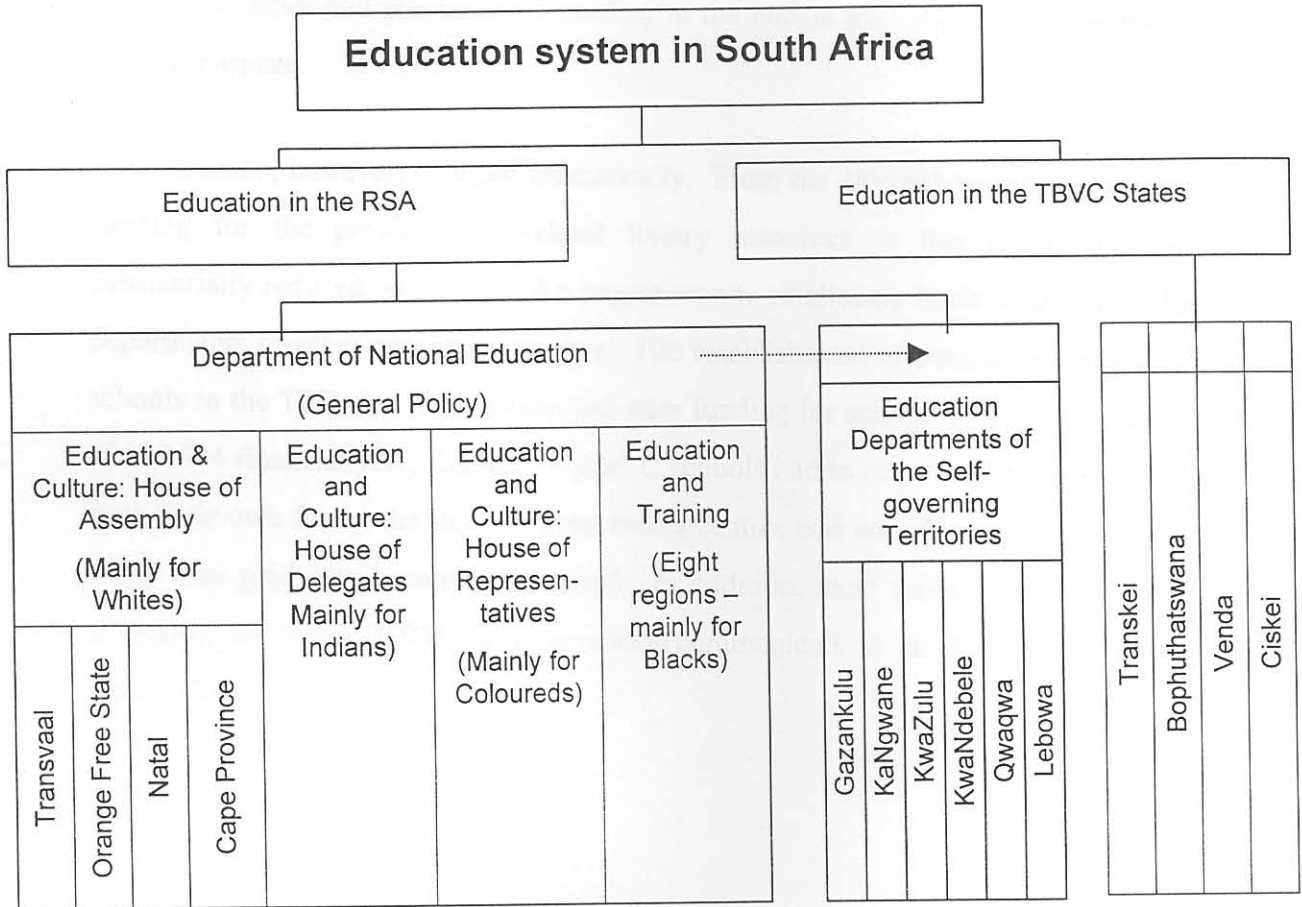 Education system in South Africa
Education in the RSA
Education in the TBVC States
Department of National Education
(General Policy)
Education &
Culture: House of
Assembly
(Mainly for
Whites)
Transvaal
Orange Free State
Natal
Cape Province
Education
and
Culture:
House of
Delegates
Mainly for
Indians)
Education
and
Culture:
House of
Represen-
tatives
(Mainly for
Coloureds)
Education
and
Training
(Eight
regions –
mainly for
Blacks)
Education
Departments of
the Self-
governing
Territories
Gazankulu
KaNgwane
KwaZulu
KwaNdebele
Qwaqwa
Lebowa
Transkei
Bophuthatswana
Venda
Ciskei